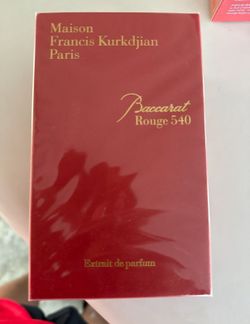 Maison
Francis Kurkdjian
Paris
Baccarat
Rouge 540
Extrait de parfum